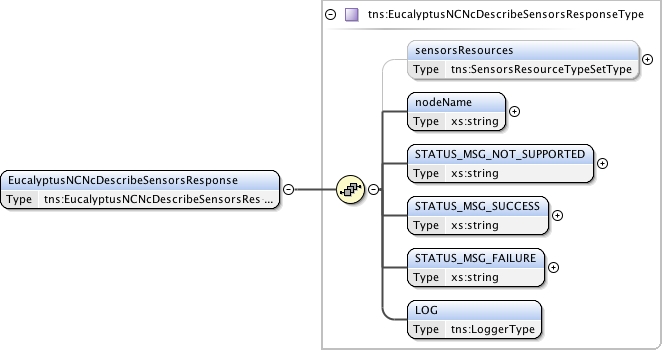 tns:EucalyptusNCNcDescribeSensorsResponseType
sensorsResources
Type tns:SensorsResourceTypeSetType
nodeName
Type xs:string
STATUS_MSG_NOT_SUPPORTED
Type xs:string
EucalyptusNCNcDescribeSensorsResponse
Type tns:EucalyptusNCNcDescribeSensorsRes ...
STATUS_MSG_SUCCESS
Type xs:string
STATUS_MSG_FAILURE
Type xs:string
LOG
Type tns:LoggerType